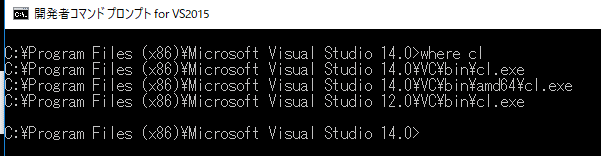 開発者コマンドプロンプト for VS2015
C:¥Program Files (x86)¥Microsoft Visual Studio 14.0>where cl
C:¥Program Files (x86)¥Microsoft Visual Studio 14.0¥VC¥bin¥cl.exe
C:¥Program Files (x86)¥Microsoft Visual Studio 14.0¥VC¥bin¥amd64¥cl.exe
C:¥Program Files (x86)¥Microsoft Visual Studio 12.0¥VC¥bin¥cl.exe
C:¥Program Files (x86)¥Microsoft Visual Studio 14.0>